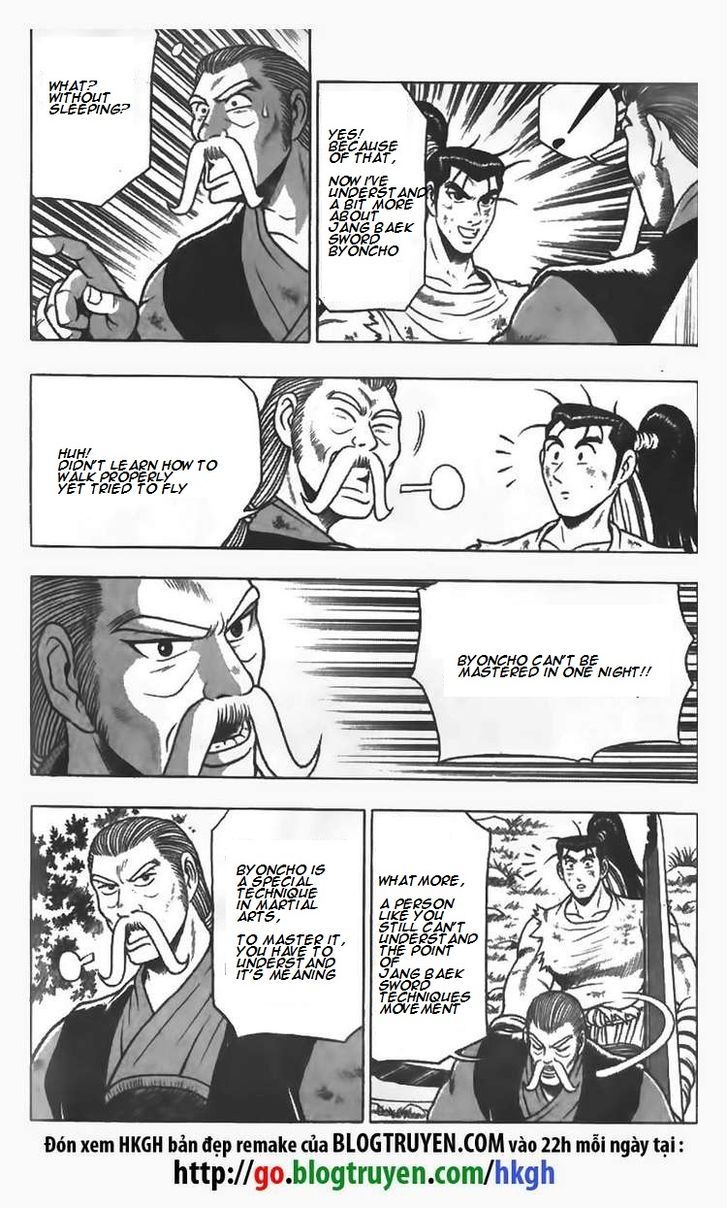 WHAT?
WITHOUT
SLEEPING?
YES!
BECAUSE
OF THAT,
NOW I'VE
UNDERSTAND
A BIT MORE
ABOUT
JANG BAEK
SWORD
BYONCHO
HUH!
DIDN'T LEARN HOW TO
WALK PROPERLY
YET TRIED TO FLY
BYONCHO CAN'T BE
MASTERED IN ONE NIGHT!!
BYONCHO IS
A SPECIAL
TECHNIQUE
IN MARTIAL
ARTS,
TO MASTER IT,
YOU HAVE TO
UNDERSTAND
IT'S MEANING
WHAT MORE,
A PERSON
LIKE YOU
STILL CAN'T
UNDERSTAND
THE POINT
OF
JANG BAEK
SWORD
TECHNIQUES
MOVEMENT
Đón xem HKGH bản đẹp remake của BLOGTRUYEN.COM vào 22h mỗi ngày tại :
http://go.blogtruyen.com/hkgh